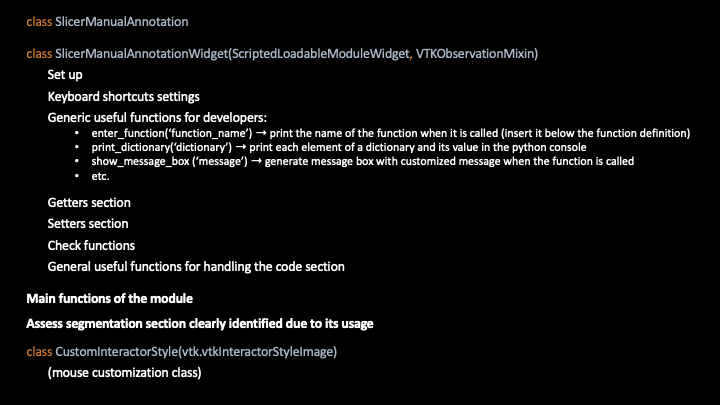 class SlicerManualAnnotation
class SlicerManualAnnotationWidget(ScriptedLoadableModuleWidget, VTKObservationMixin)
Set up
Keyboard shortcuts settings
Generic useful functions for developers:
• enter_function(‘function_name’) → print the name of the function when it is called (insert it below the function definition)
• print_dictionary(‘dictionary’) → print each element of a dictionary and its value in the python console
• show_message_box (‘message’) → generate message box with customized message when the function is called
• etc.
Getters section
Setters section
Check functions
General useful functions for handling the code section
Main functions of the module
Assess segmentation section clearly identified due to its usage
class CustomInteractorStyle(vtk.vtkInteractorStyleImage)
(mouse customization class)